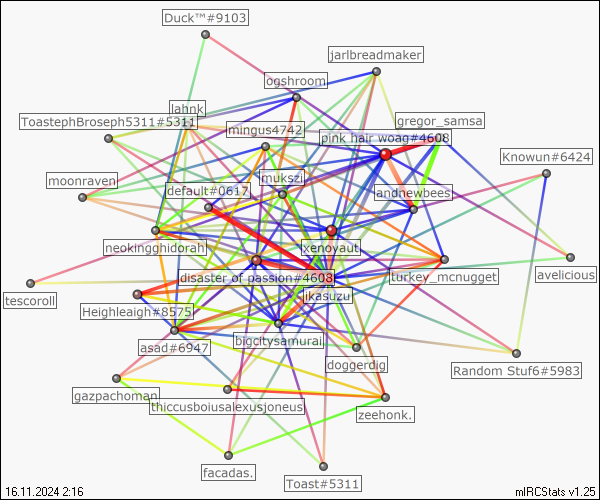 Duck™#9103
jarlbreadmaker
ogshroom
lahnk
ToastephBroseph5311#5311
gregor_samsa
mingus4742
pink hair woag#4608
Knowun#6424
mukszi
moonraven
default#0617
andnewbees
neokingghidorah
xenoyaut
disaster of passion#4608
turkey_mcnugget
avelicious
tescoroll
jikasuzu
Heighleaigh#8575
bigcitysamurai
asad#6947
doggerdig
Random Stuf6#5983
gazpachoman
thiccusboiusalexusjoneus
zeehonk.
facadas.
Toast#5311
16.11.2024 2:16
mIRCStats v1.25